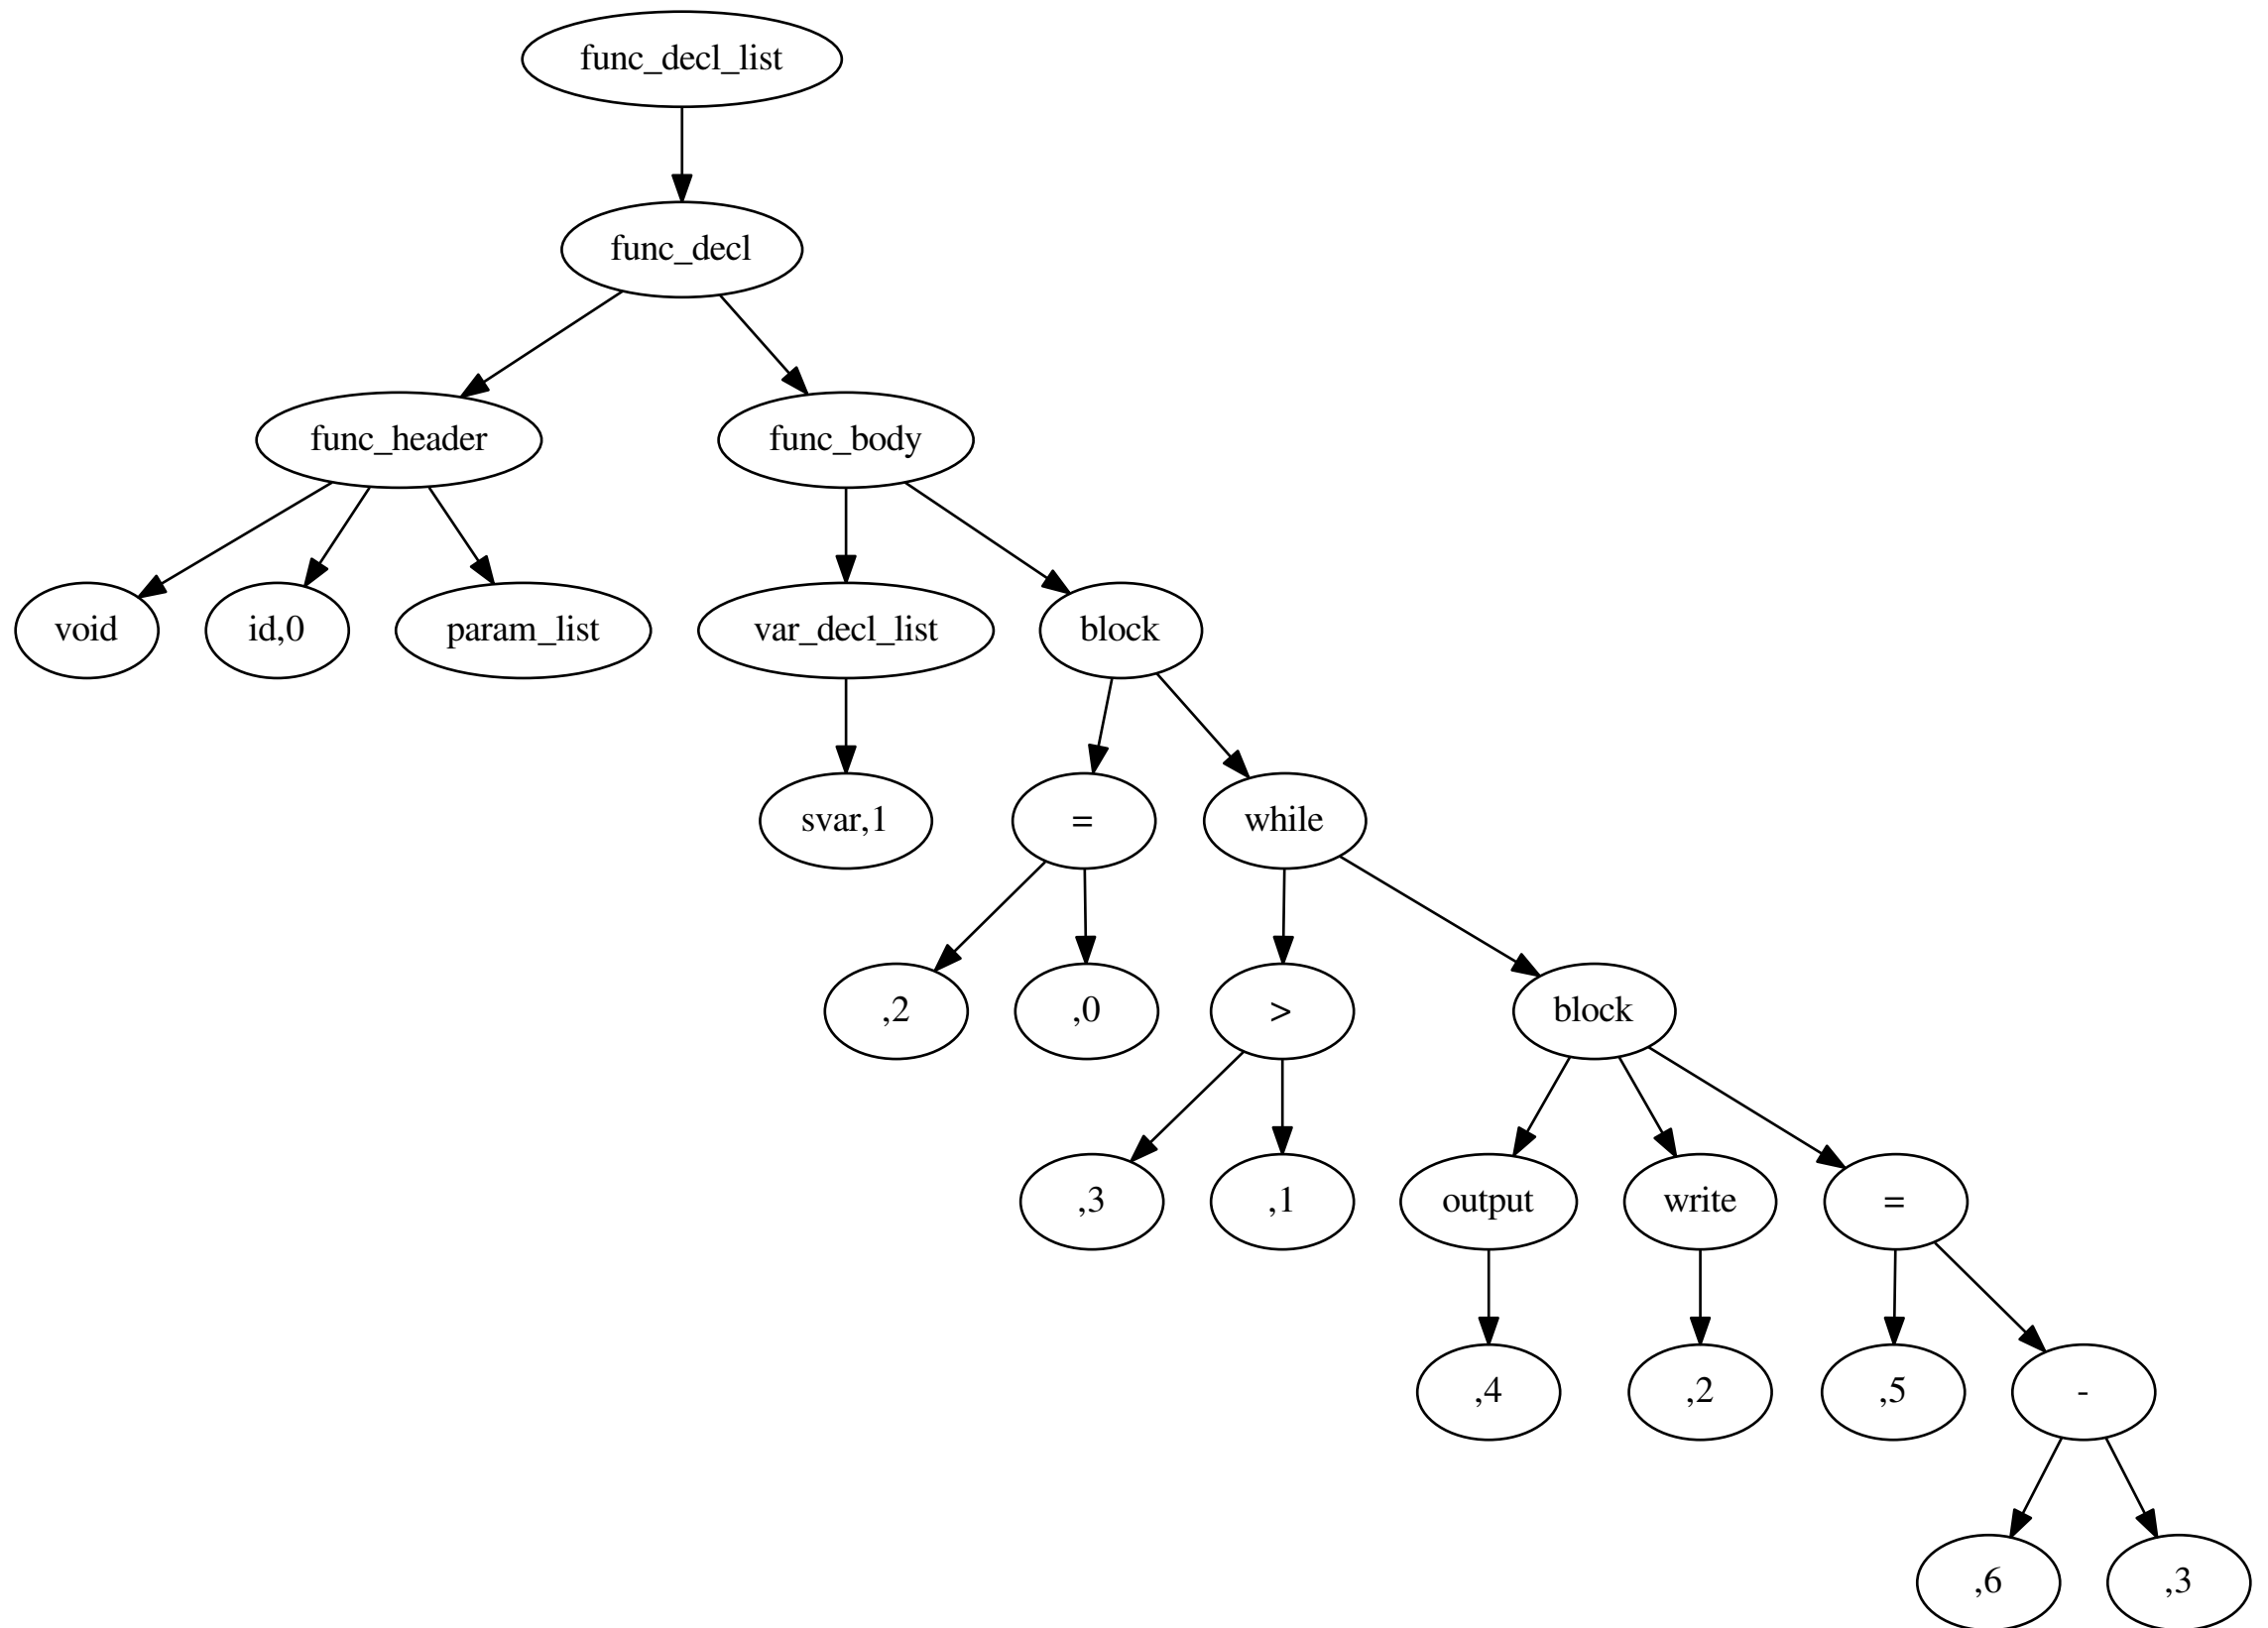 func_decl_list
func_decl
func_header
func_body
void
id,0
param_list
var_decl_list
block
svar,1
=
while
,2
,0
>
block
,3
,1
output
write
=
,4
,2
,5
-
,6
,3